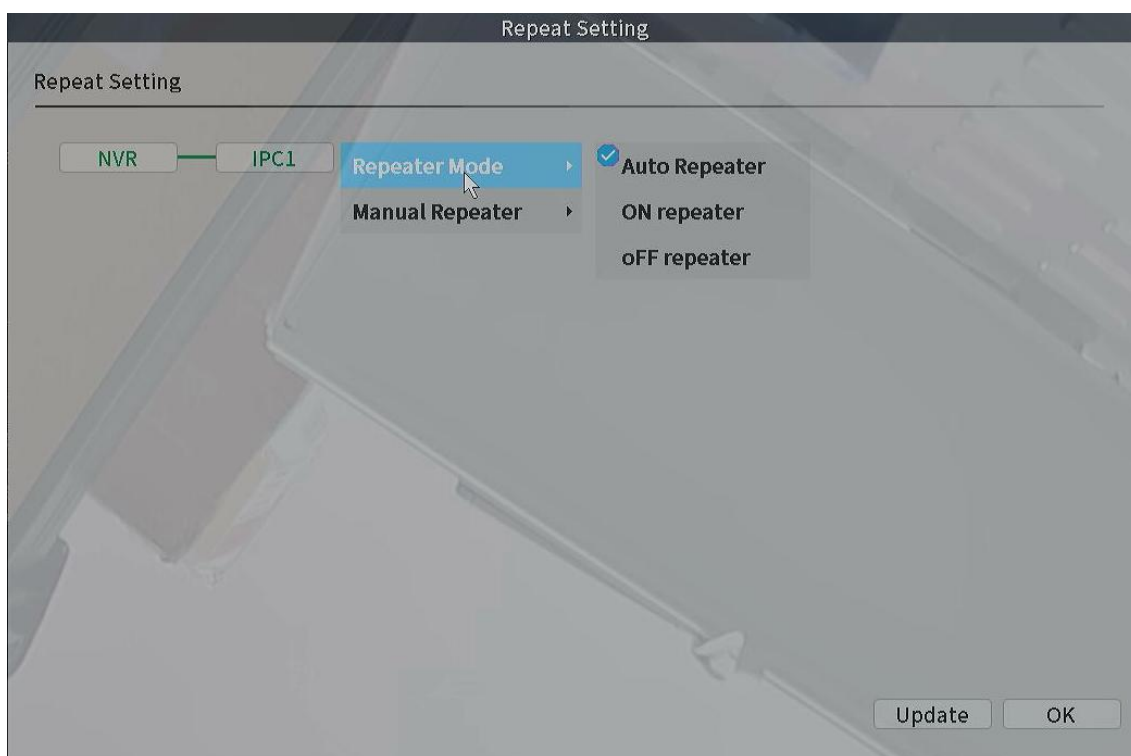 Repeat Setting
Repeat Setting
NVR IPC1 Repeater Mode Auto Repeater
Manual Repeater ON repeater
oFF repeater
Update OK